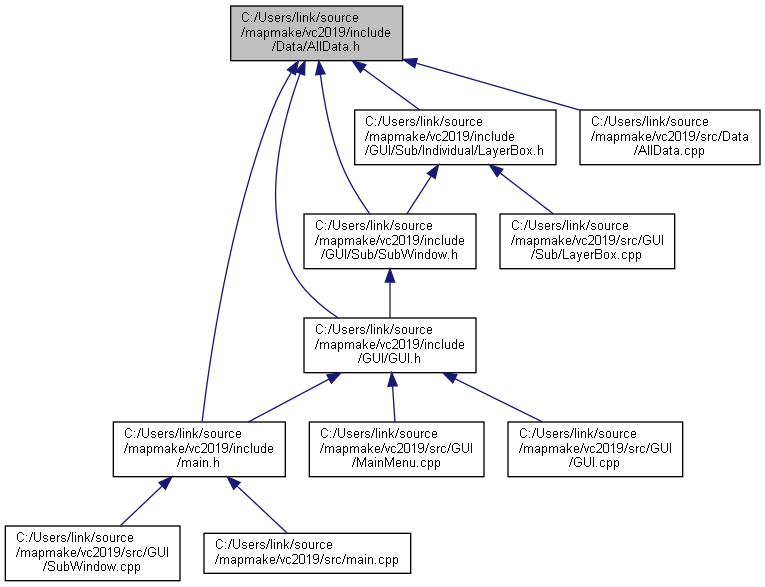 C:/Users/link/source
/mapmake/vc2019/include
/Data/AllData.h
C:/Users/link/source
/mapmake/vc2019/include
/GUI/Sub/Individual/LayerBox.h
C:/Users/link/source
/mapmake/vc2019/src/Data
/AllData.cpp
C:/Users/link/source
/mapmake/vc2019/include
/GUI/Sub/SubWindow.h
C:/Users/link/source
/mapmake/vc2019/src/GUI
/Sub/LayerBox.cpp
C:/Users/link/source
/mapmake/vc2019/include
/GUI/GUI.h
C:/Users/link/source
/mapmake/vc2019/include
/main.h
C:/Users/link/source
/mapmake/vc2019/src/GUI
/MainMenu.cpp
C:/Users/link/source
/mapmake/vc2019/src/GUI
/GUI.cpp
C:/Users/link/source
/mapmake/vc2019/src/GUI
/SubWindow.cpp
C:/Users/link/source
/mapmake/vc2019/src/main.cpp